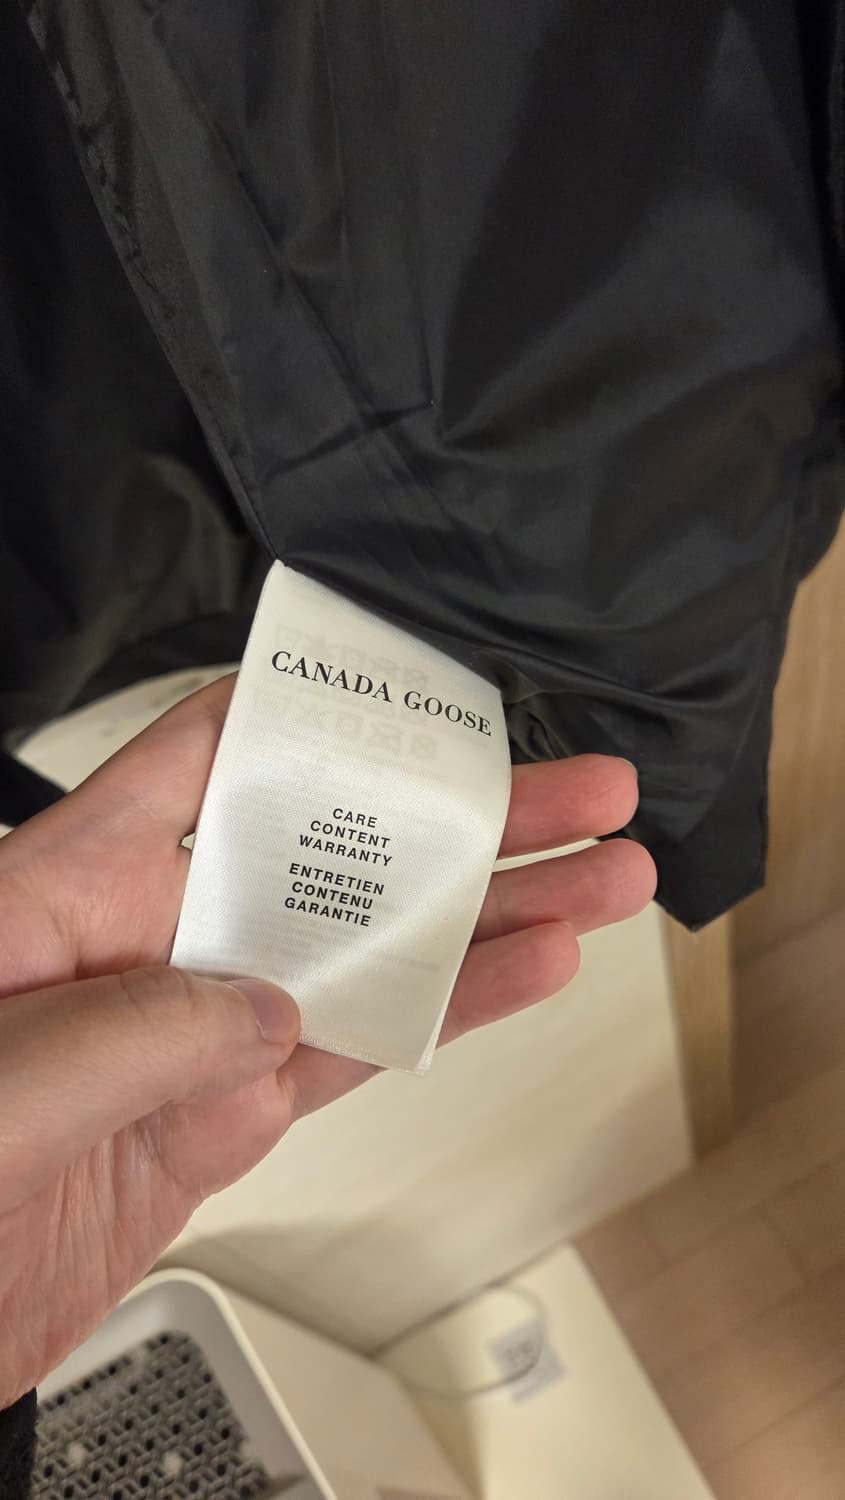 CANADA GOOSE
CARE
CONTENT
WARRANTY
ENTRETIEN
CONTENU
GARANTIE